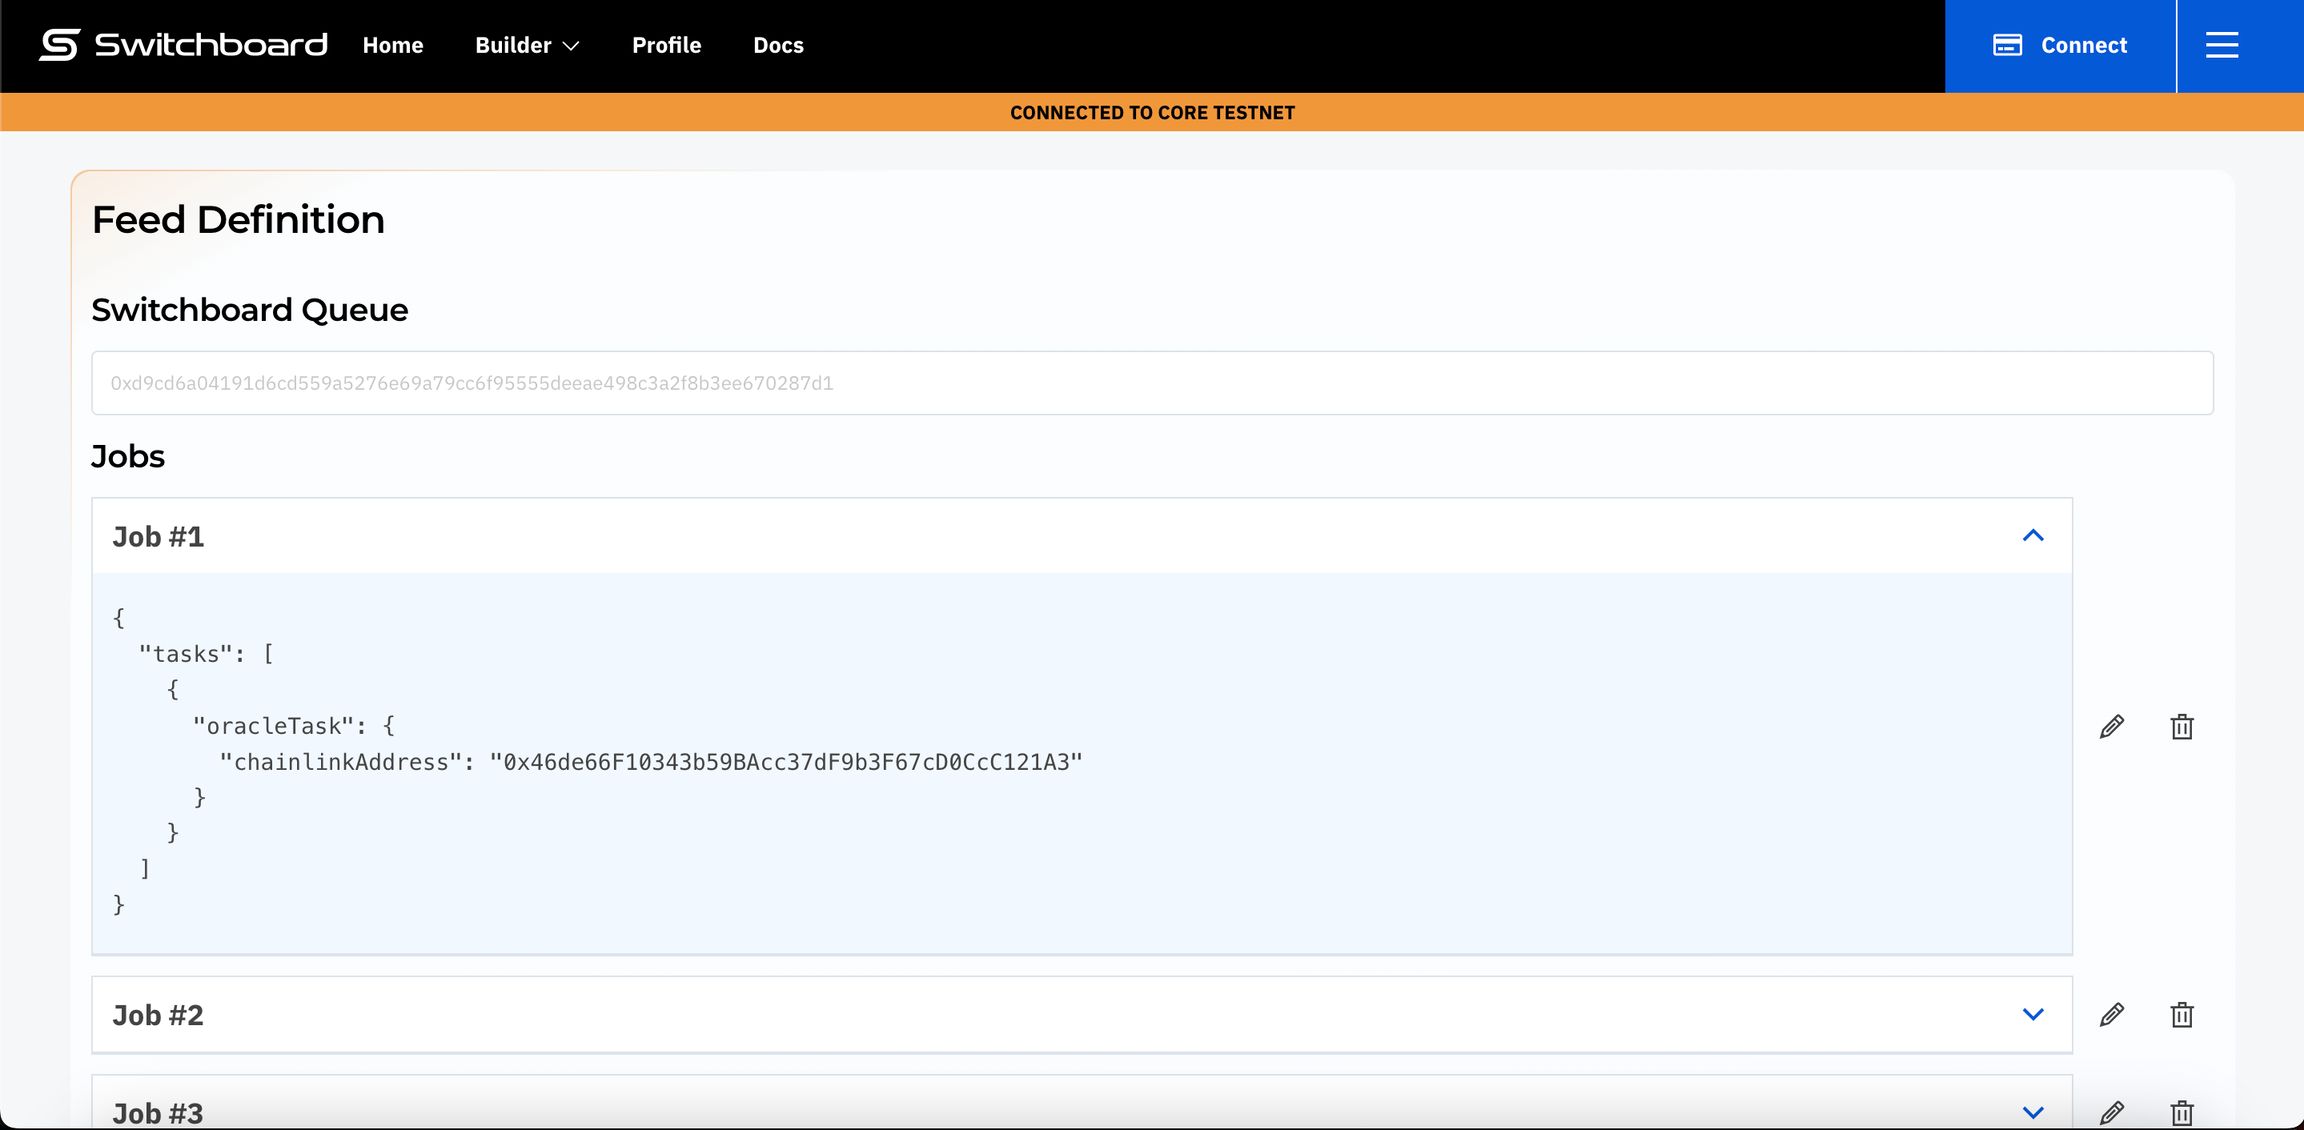 Switchboard Home Builder Profile Docs Connect
CONNECTED TO CORE TESTNET
Feed Definition
Switchboard Queue
0xd9cd6a04191d6cd559a5276e69a79cc6f95555deeae498c3a2f8b3ee670287d1
Jobs
Job #1
{
"tasks": [
{
"oracleTask": {
"chainlinkAddress": "0x46de66F10343b59BAcc37dF9b3F67cD0CcC121A3"
}
}
]
}
Job #2
Job #3